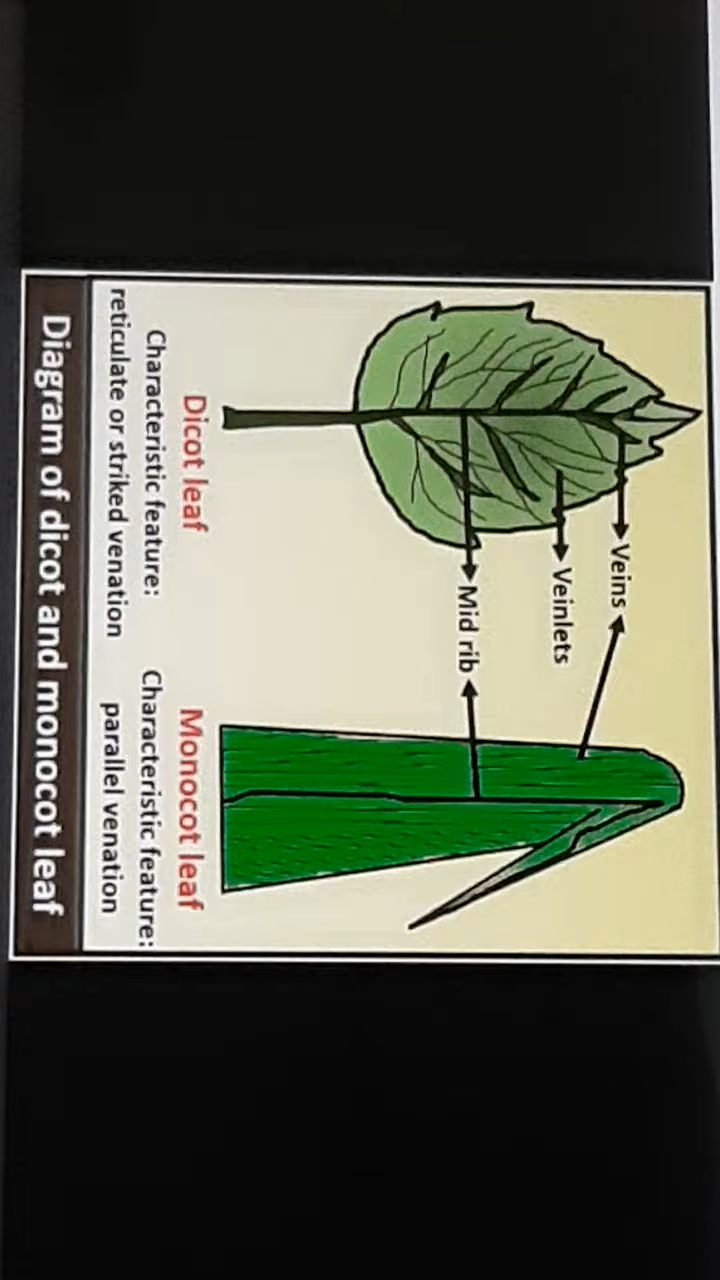 Veins
Veinlets
Mid rib
Dicot leaf
Characteristic feature:
reticulate or striked venation
Monocot leaf
Characteristic feature:
parallel venation
Diagram of dicot and monocot leaf